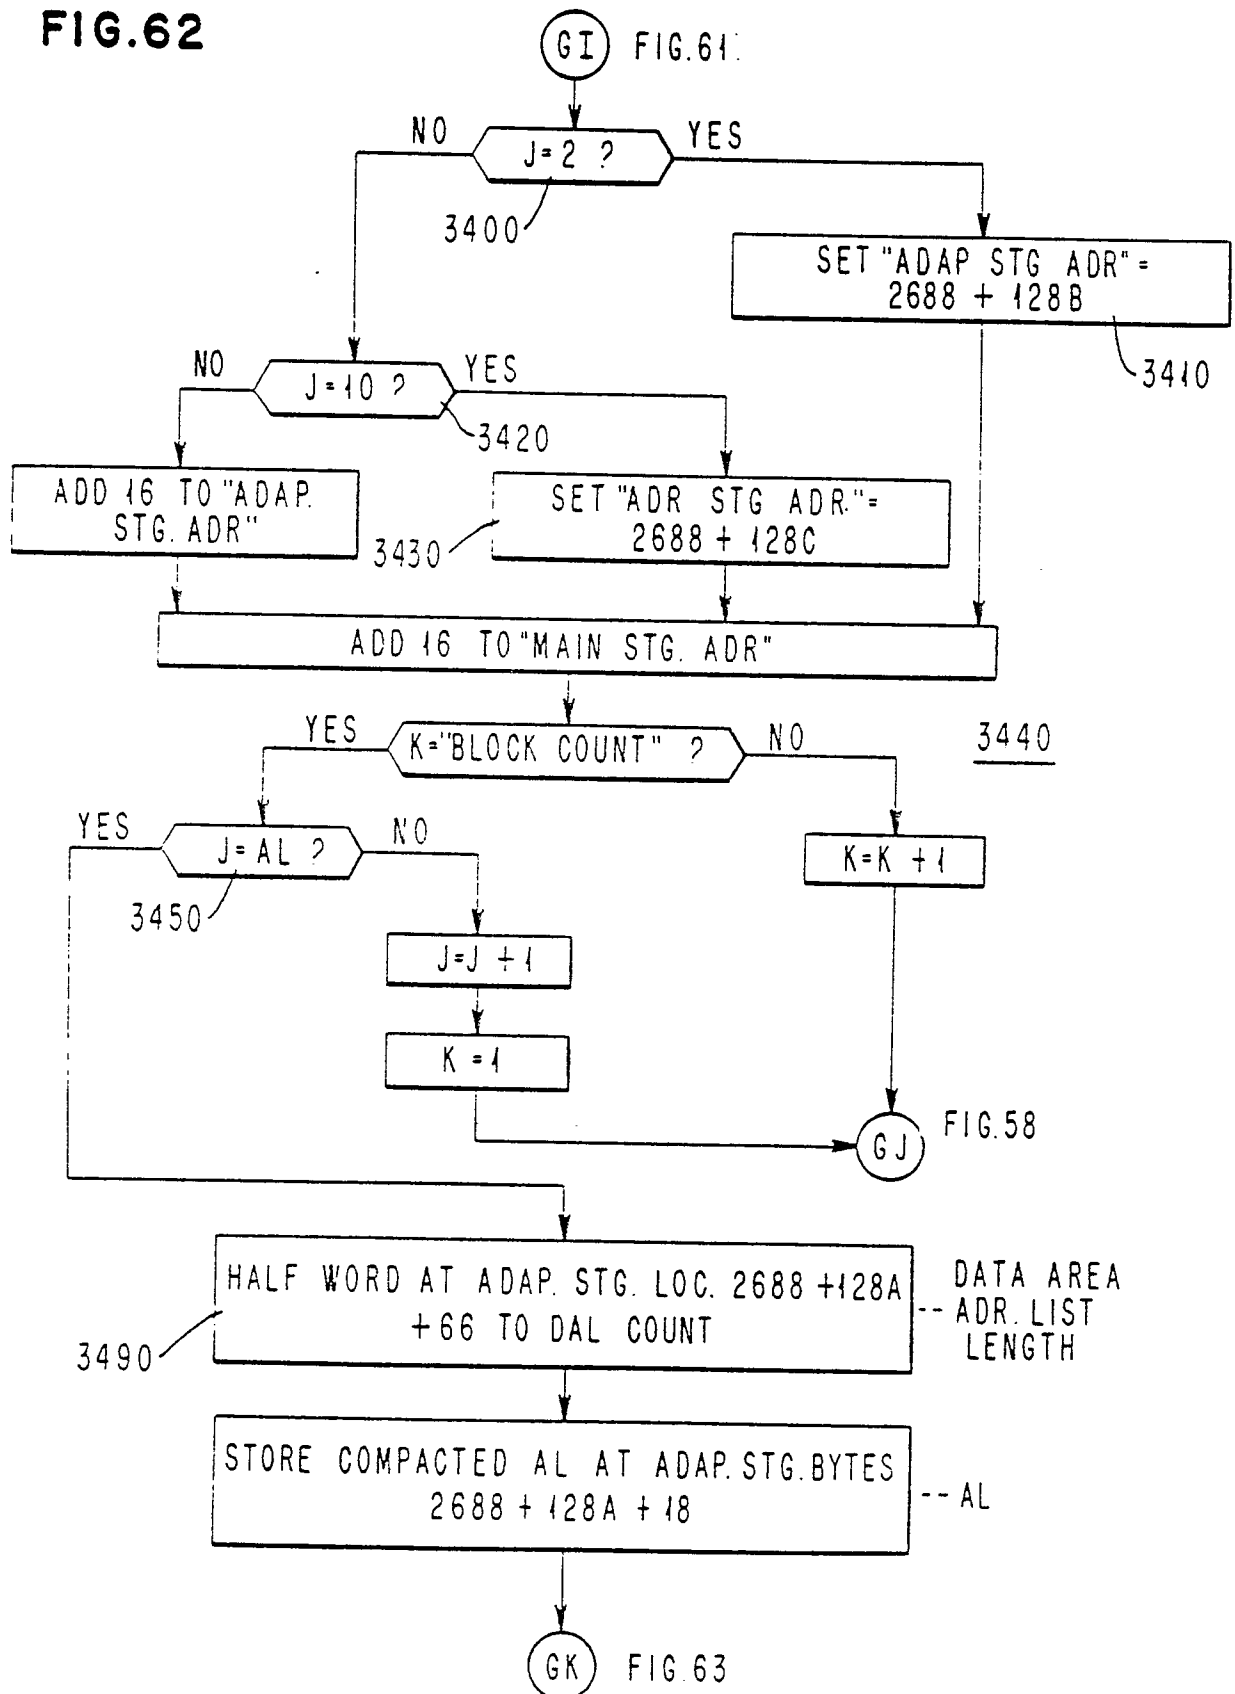 FIG.62
GI FIG.61
NO YES
J=2 ?
3400
SET "ADAP STG ADR"=
2688 + 128B
3410
NO YES
J=10 ?
3420
ADD 16 TO "ADAP.
STG. ADR"
SET "ADR STG ADR."=
2688 + 128C
3430
ADD 16 TO "MAIN STG. ADR"
YES NO
K="BLOCK COUNT" ?
3440
YES NO
J=AL ?
3450
K=K +1
J=J +1
K =1
GJ FIG.58
HALF WORD AT ADAP. STG. LOC. 2688 +128A
+66 TO DAL COUNT
3490
-- DATA AREA
ADR. LIST
LENGTH
STORE COMPACTED AL AT ADAP. STG. BYTES
2688 + 128A + 18
-- AL
GK FIG.63